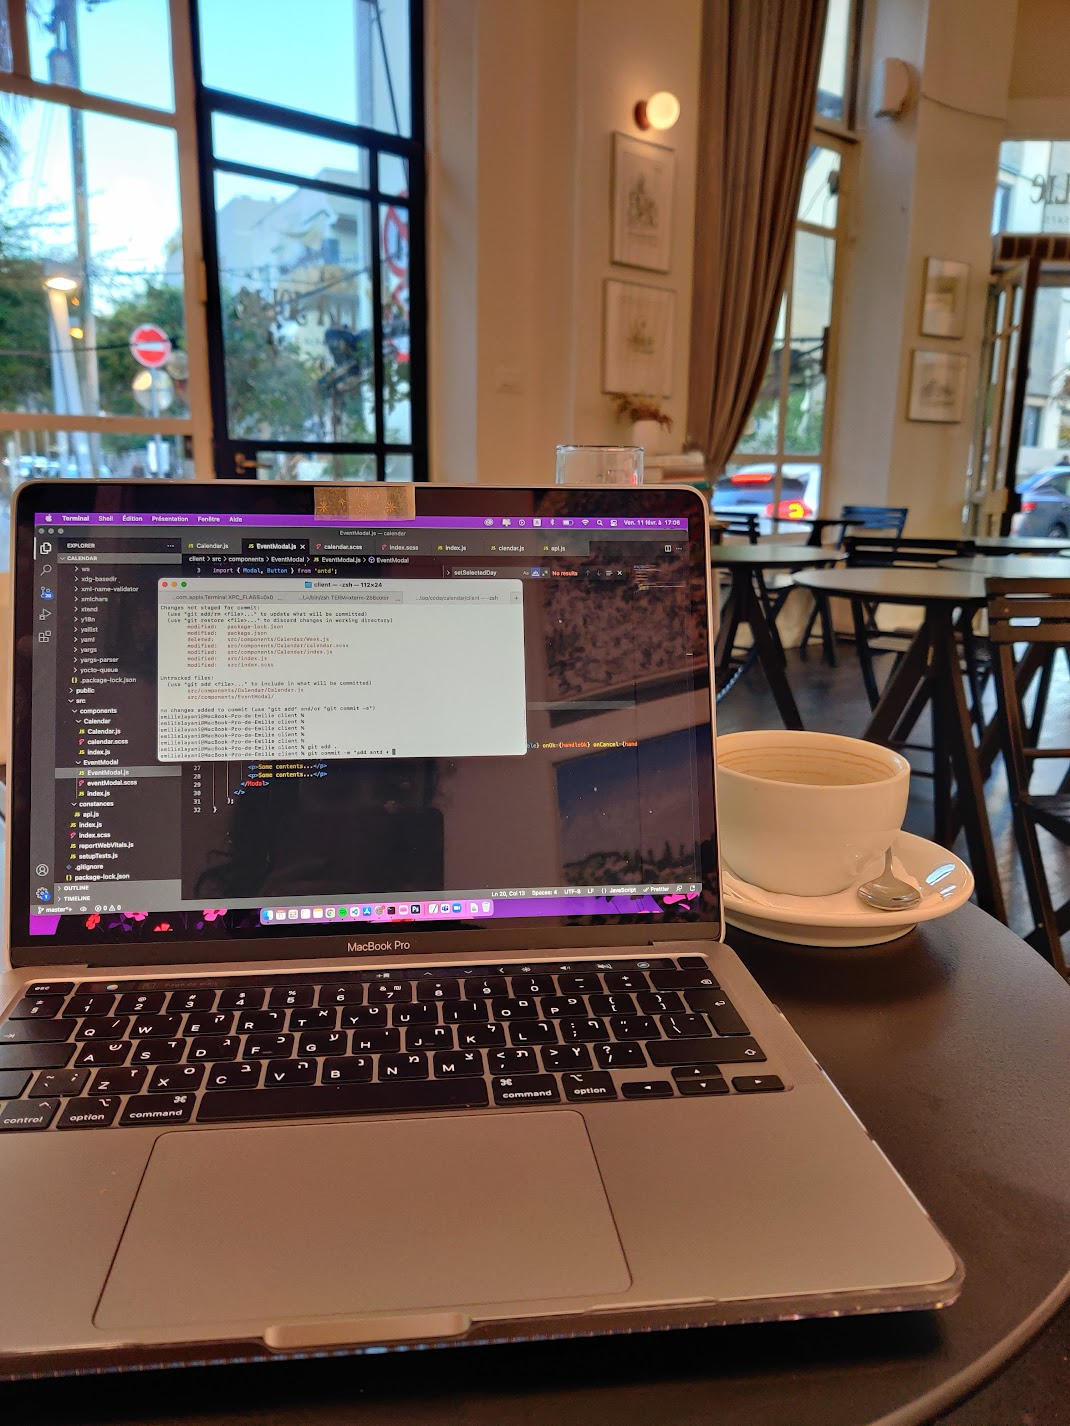 Terminal Shell Édition Présentation Fenêtre Aide
Ven. 11 févr. à 17:06
EventModal.js — calendar
EXPLORER
Calendar.js
EventModal.js
calendar.scss
index.scss
index.js
clendar.js
api.js
CALENDAR
client > src > components > EventModal > JS EventModal.js > EventModal
ws
3 import { Modal, Button } from 'antd';
setSelectedDay
No results
xdg-basedir
xml-name-validator
xmlchars
xtend
y18n
yallist
yaml
yargs
yargs-parser
yocto-queue
.package-lock.json
public
src
components
Calendar
Calendar.js
calendar.scss
index.js
EventModal
EventModal.js
eventModal.scss
index.js
constances
api.js
index.js
index.scss
reportWebVitals.js
setupTests.js
.gitignore
package-lock.json
OUTLINE
TIMELINE
client — -zsh — 112×24
Changes not staged for commit:
(use "git add/rm <file>..." to update what will be committed)
(use "git restore <file>..." to discard changes in working directory)
modified: package-lock.json
modified: package.json
deleted: src/components/Calendar/Week.js
modified: src/components/Calendar/calendar.scss
modified: src/components/Calendar/index.js
modified: src/index.js
modified: src/index.scss
Untracked files:
(use "git add <file>..." to include in what will be committed)
src/components/Calendar/Calendar.js
src/components/EventModal/
no changes added to commit (use "git add" and/or "git commit -a")
emilielayani@MacBook-Pro-de-Emilie client %
emilielayani@MacBook-Pro-de-Emilie client %
emilielayani@MacBook-Pro-de-Emilie client %
emilielayani@MacBook-Pro-de-Emilie client %
emilielayani@MacBook-Pro-de-Emilie client %
emilielayani@MacBook-Pro-de-Emilie client % git add .
emilielayani@MacBook-Pro-de-Emilie client % git commit -m "add antd +
onOk={handleOk} onCancel={hand
27 <p>Some contents...</p>
28 <p>Some contents...</p>
29 </Modal>
30 </>
31 );
32 }
master*+ 0 0
Ln 20, Col 13 Spaces: 4 UTF-8 LF {} JavaScript Prettier
MacBook Pro
esc
1 2 3 4 5 6 7 8 9 0
Q W E ק R ר T א Y ט U ו I ן O ם P פ
A ש S ד D ג F כ G ע H י J ח K ל L ך
Z ז X ס C ב V ה B נ N מ M צ
control option command command option